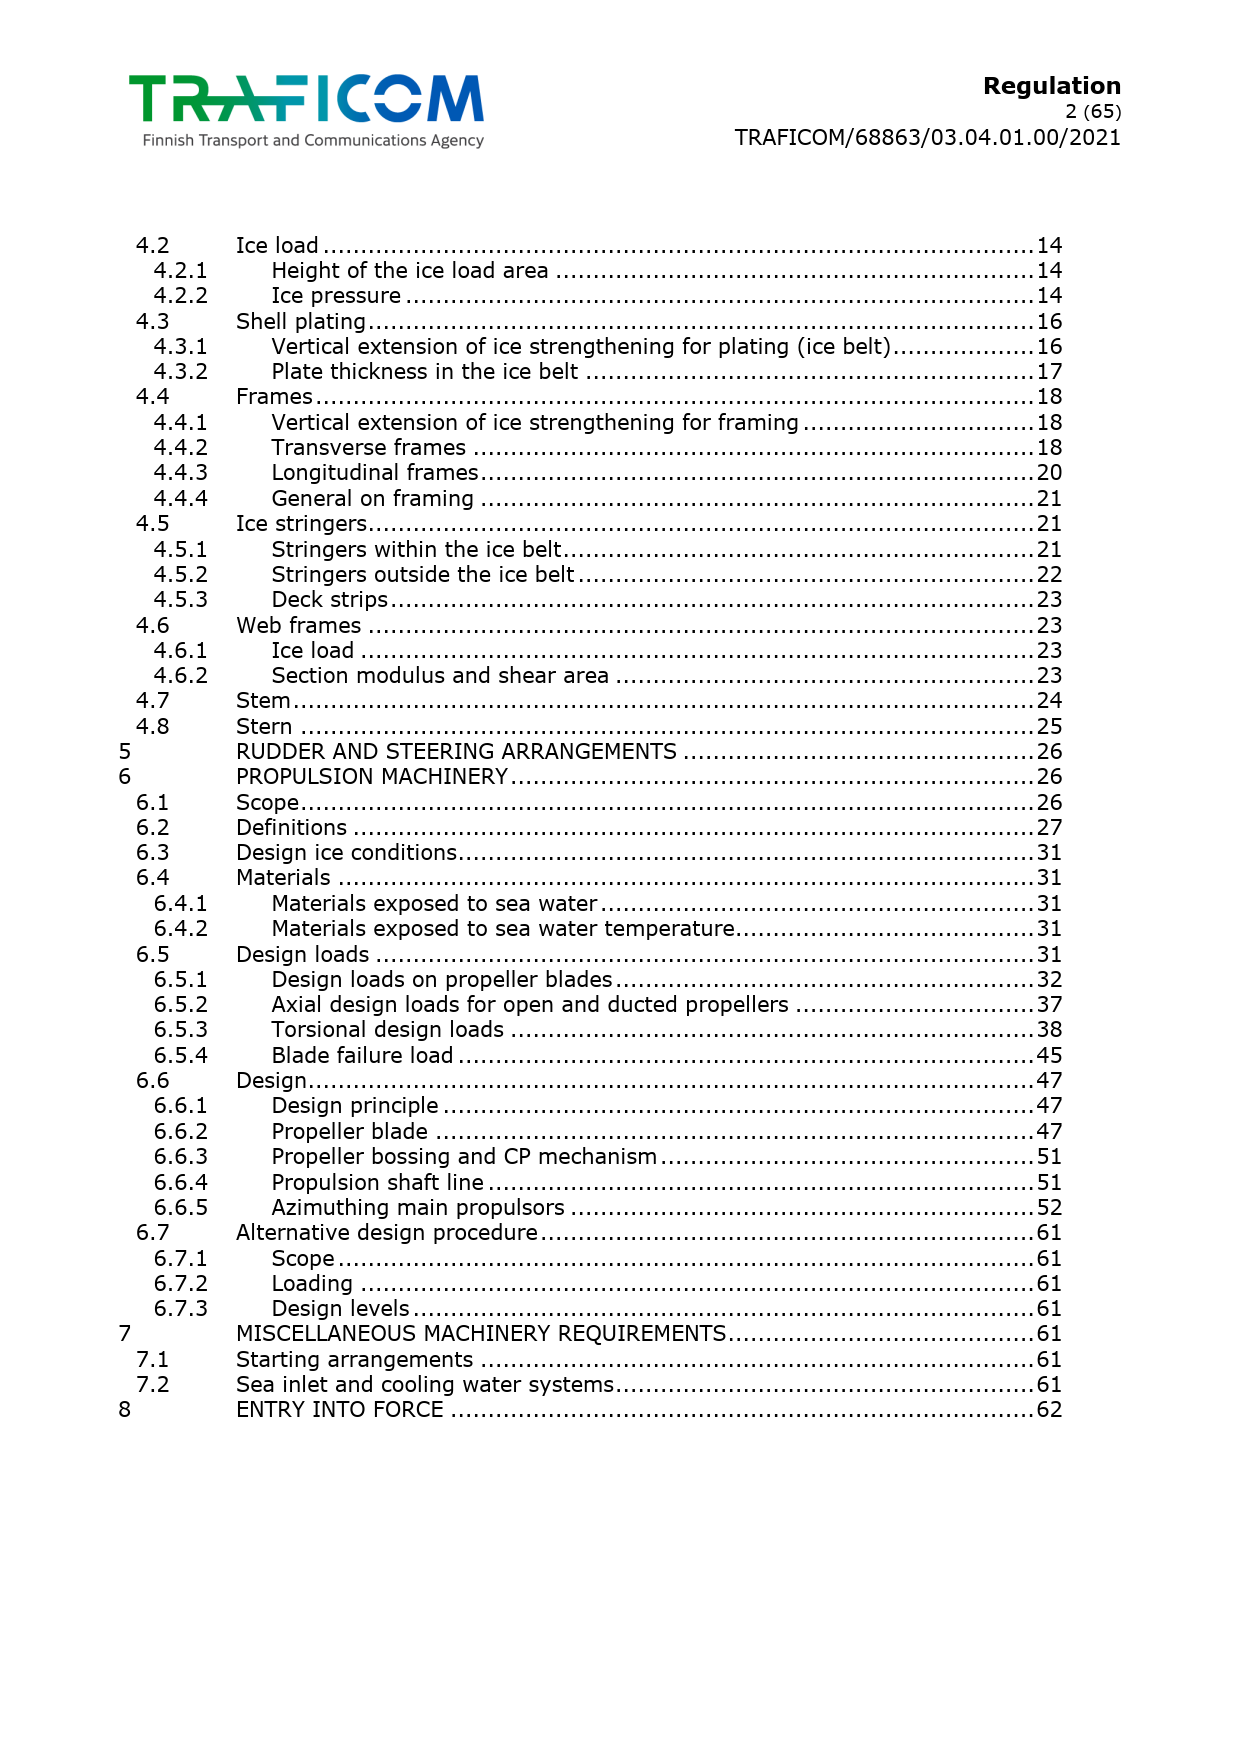 TRAFICOM
Finnish Transport and Communications Agency
Regulation
2 (65)
TRAFICOM/68863/03.04.01.00/2021
4.2 Ice load 14
4.2.1 Height of the ice load area 14
4.2.2 Ice pressure 14
4.3 Shell plating 16
4.3.1 Vertical extension of ice strengthening for plating (ice belt) 16
4.3.2 Plate thickness in the ice belt 17
4.4 Frames 18
4.4.1 Vertical extension of ice strengthening for framing 18
4.4.2 Transverse frames 18
4.4.3 Longitudinal frames 20
4.4.4 General on framing 21
4.5 Ice stringers 21
4.5.1 Stringers within the ice belt 21
4.5.2 Stringers outside the ice belt 22
4.5.3 Deck strips 23
4.6 Web frames 23
4.6.1 Ice load 23
4.6.2 Section modulus and shear area 23
4.7 Stem 24
4.8 Stern 25
5 RUDDER AND STEERING ARRANGEMENTS 26
6 PROPULSION MACHINERY 26
6.1 Scope 26
6.2 Definitions 27
6.3 Design ice conditions 31
6.4 Materials 31
6.4.1 Materials exposed to sea water 31
6.4.2 Materials exposed to sea water temperature 31
6.5 Design loads 31
6.5.1 Design loads on propeller blades 32
6.5.2 Axial design loads for open and ducted propellers 37
6.5.3 Torsional design loads 38
6.5.4 Blade failure load 45
6.6 Design 47
6.6.1 Design principle 47
6.6.2 Propeller blade 47
6.6.3 Propeller bossing and CP mechanism 51
6.6.4 Propulsion shaft line 51
6.6.5 Azimuthing main propulsors 52
6.7 Alternative design procedure 61
6.7.1 Scope 61
6.7.2 Loading 61
6.7.3 Design levels 61
7 MISCELLANEOUS MACHINERY REQUIREMENTS 61
7.1 Starting arrangements 61
7.2 Sea inlet and cooling water systems 61
8 ENTRY INTO FORCE 62